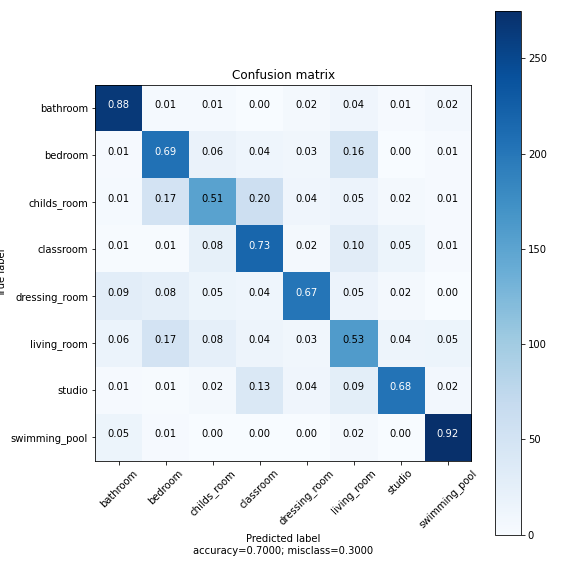 Confusion matrix
bathroom 0.88 0.01 0.01 0.00 0.02 0.04 0.01 0.02
bedroom 0.01 0.69 0.06 0.04 0.03 0.16 0.00 0.01
childs_room 0.01 0.17 0.51 0.20 0.04 0.05 0.02 0.01
classroom 0.01 0.01 0.08 0.73 0.02 0.10 0.05 0.01
dressing_room 0.09 0.08 0.05 0.04 0.67 0.05 0.02 0.00
living_room 0.06 0.17 0.08 0.04 0.03 0.53 0.04 0.05
studio 0.01 0.01 0.02 0.13 0.04 0.09 0.68 0.02
swimming_pool 0.05 0.01 0.00 0.00 0.00 0.02 0.00 0.92
bathroom bedroom childs_room classroom dressing_room living_room studio swimming_pool
Predicted label
accuracy=0.7000; misclass=0.3000
250
200
150
100
50
0